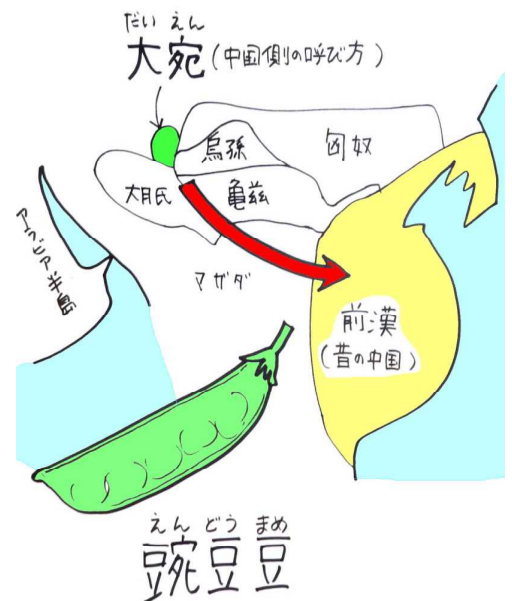 だいえん
大宛(中国側の呼び方)
烏孫
匈奴
大月氏
亀茲
アラビア半島
マガダ
前漢
(昔の中国)
えんどうまめ
豌豆豆